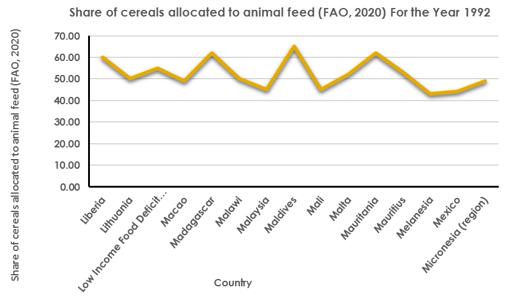 Share of cereals allocated to animal feed (FAO, 2020) For the Year 1992
Share of cereals allocated to animal feed (FAO, 2020)
70.00
60.00
50.00
40.00
30.00
20.00
10.00
0.00
Liberia
Lithuania
Low Income Food Deficit...
Macao
Madagascar
Malawi
Malaysia
Maldives
Mali
Malta
Mauritania
Mauritius
Melanesia
Mexico
Micronesia (region)
Country